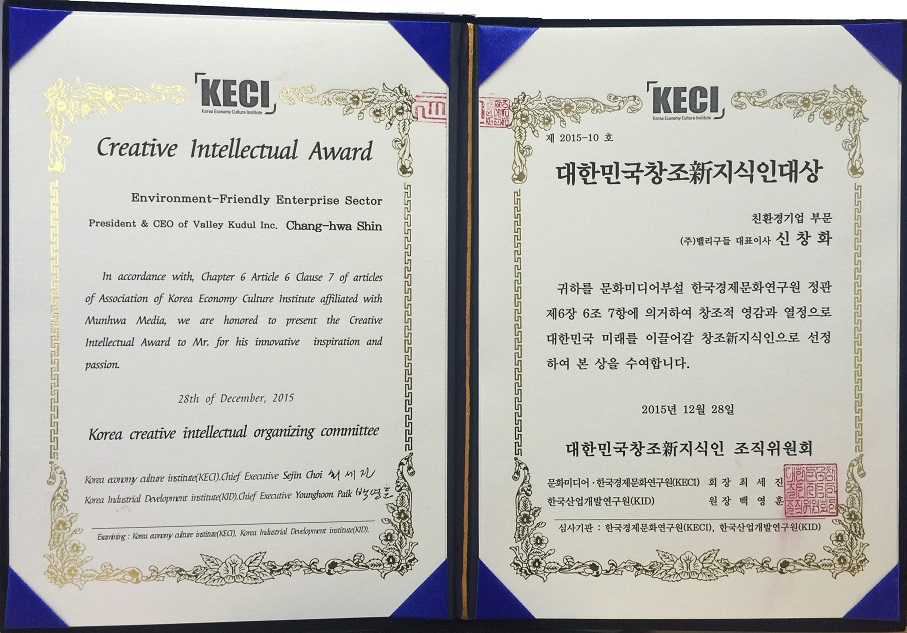 KECI
Korea Economy Culture Institute
Creative Intellectual Award
Environment-Friendly Enterprise Sector
President & CEO of Valley Kudul Inc. Chang-hwa Shin
In accordance with, Chapter 6 Article 6 Clause 7 of articles
of Association of Korea Economy Culture Institute affiliated with
Munhwa Media, we are honored to present the Creative
Intellectual Award to Mr. for his innovative inspiration and
passion.
28th of December, 2015
Korea creative intellectual organizing committee
Korea economy culture institute(KECI).Chief Executive Sejin Choi 최세진
Korea Industrial Development institute(KID).Chief Executive Younghoon Paik 백영훈
Examining : Korea economy culture institute(KECI), Korea Industrial Development institute(KID).
KECI
Korea Economy Culture Institute
제 2015-10 호
대한민국창조新지식인대상
친환경기업 부문
(주)밸리구들 대표이사 신창화
귀하를 문화미디어부설 한국경제문화연구원 정관
제6장 6조 7항에 의거하여 창조적 영감과 열정으로
대한민국 미래를 이끌어갈 창조新지식인으로 선정
하여 본 상을 수여합니다.
2015년 12월 28일
대한민국창조新지식인 조직위원회
문화미디어·한국경제문화연구원(KECI) 회 장 최 세 진
한국산업개발연구원(KID) 원 장 백 영 훈
심사기관 : 한국경제문화연구원(KECI), 한국산업개발연구원(KID)